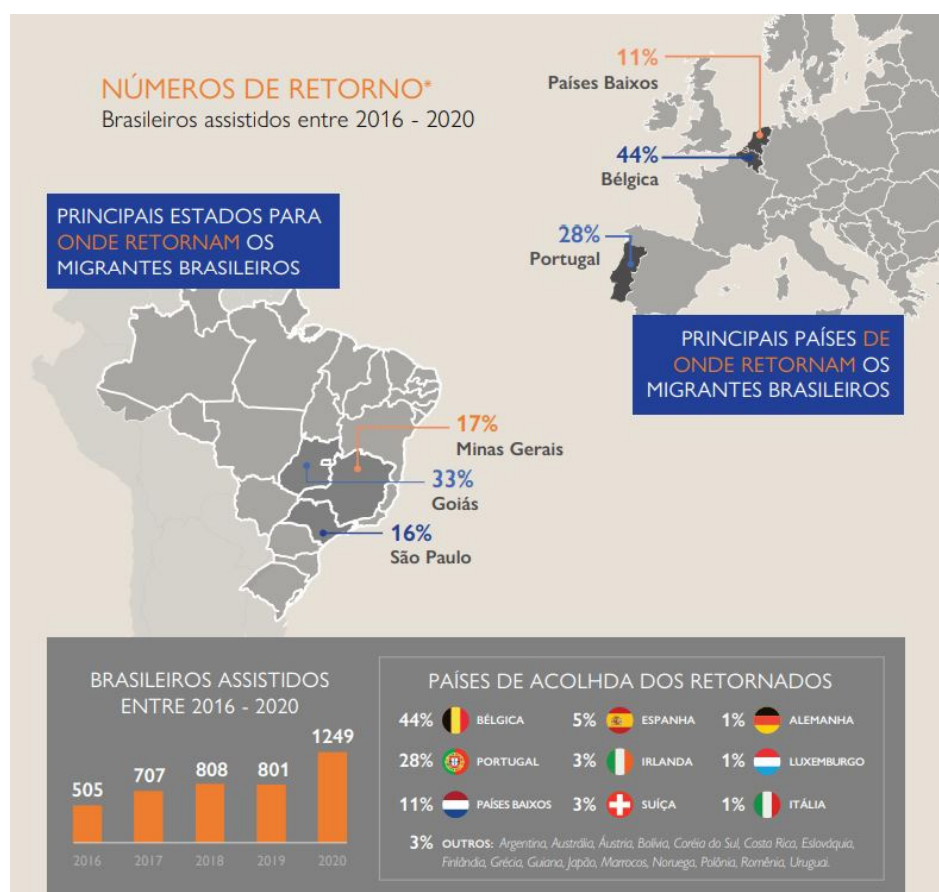 NÚMEROS DE RETORNO*
Brasileiros assistidos entre 2016 - 2020
11%
Países Baixos
44%
Bélgica
28%
Portugal
PRINCIPAIS ESTADOS PARA
ONDE RETORNAM OS
MIGRANTES BRASILEIROS
PRINCIPAIS PAÍSES DE
ONDE RETORNAM OS
MIGRANTES BRASILEIROS
17%
Minas Gerais
33%
Goiás
16%
São Paulo
BRASILEIROS ASSISTIDOS
ENTRE 2016 - 2020
505
707
808
801
1249
2016
2017
2018
2019
2020
PAÍSES DE ACOLHDA DOS RETORNADOS
44% BÉLGICA
5% ESPANHA
1% ALEMANHA
28% PORTUGAL
3% IRLANDA
1% LUXEMBURGO
11% PAÍSES BAIXOS
3% SUÍÇA
1% ITÁLIA
3% OUTROS: Argentina, Austrália, Áustria, Bolívia, Coréia do Sul, Costa Rica, Eslováquia,
Finlândia, Grécia, Guiana, Japão, Marrocos, Noruega, Polônia, Romênia, Uruguai.